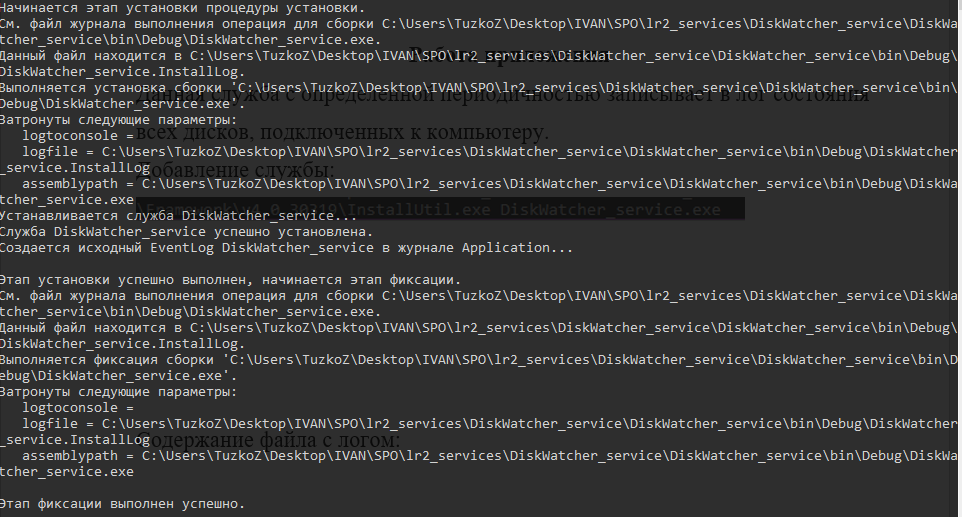 Начинается этап установки процедуры установки.
См. файл журнала выполнения операция для сборки C:\Users\TuzkoZ\Desktop\IVAN\SPO\lr2_services\DiskWatcher_service\DiskWa
tcher_service\bin\Debug\DiskWatcher_service.exe.
Данный файл находится в C:\Users\TuzkoZ\Desktop\IVAN\SPO\lr2_services\DiskWatcher_service\DiskWatcher_service\bin\Debug\
DiskWatcher_service.InstallLog.
Выполняется установка сборки 'C:\Users\TuzkoZ\Desktop\IVAN\SPO\lr2_services\DiskWatcher_service\DiskWatcher_service\bin\
Debug\DiskWatcher_service.exe'.
Данная служба с определенной периодичностью записывает в лог состояния
Затронуты следующие параметры:
logtoconsole =
всех дисков, подключенных к компьютеру.
logfile = C:\Users\TuzkoZ\Desktop\IVAN\SPO\lr2_services\DiskWatcher_service\DiskWatcher_service\bin\Debug\DiskWatcher
_service.InstallLog
Добавление службы:
assemblypath = C:\Users\TuzkoZ\Desktop\IVAN\SPO\lr2_services\DiskWatcher_service\DiskWatcher_service\bin\Debug\DiskWa
tcher_service.exe
\Framework\v4.0.30319\InstallUtil.exe DiskWatcher_service.exe
Устанавливается служба DiskWatcher_service...
Служба DiskWatcher_service успешно установлена.
Создается исходный EventLog DiskWatcher_service в журнале Application...
Этап установки успешно выполнен, начинается этап фиксации.
См. файл журнала выполнения операция для сборки C:\Users\TuzkoZ\Desktop\IVAN\SPO\lr2_services\DiskWatcher_service\DiskWa
tcher_service\bin\Debug\DiskWatcher_service.exe.
Данный файл находится в C:\Users\TuzkoZ\Desktop\IVAN\SPO\lr2_services\DiskWatcher_service\DiskWatcher_service\bin\Debug\
DiskWatcher_service.InstallLog.
Выполняется фиксация сборки 'C:\Users\TuzkoZ\Desktop\IVAN\SPO\lr2_services\DiskWatcher_service\DiskWatcher_service\bin\D
ebug\DiskWatcher_service.exe'.
Затронуты следующие параметры:
logtoconsole =
logfile = C:\Users\TuzkoZ\Desktop\IVAN\SPO\lr2_services\DiskWatcher_service\DiskWatcher_service\bin\Debug\DiskWatcher
_service.InstallLog
Содержание файла с логом:
assemblypath = C:\Users\TuzkoZ\Desktop\IVAN\SPO\lr2_services\DiskWatcher_service\DiskWatcher_service\bin\Debug\DiskWa
tcher_service.exe
Этап фиксации выполнен успешно.